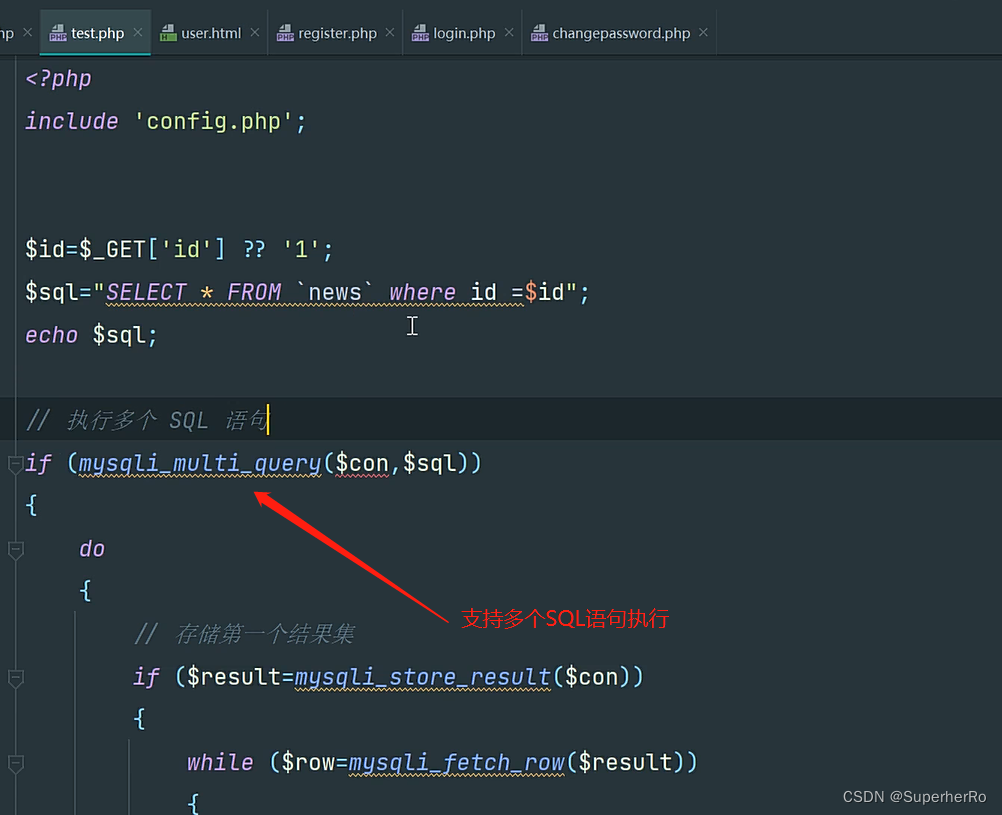 hp × test.php × user.html × register.php × login.php × changepassword.php ×
<?php
include 'config.php';
$id=$_GET['id'] ?? '1';
$sql="SELECT * FROM `news` where id =$id";
echo $sql;
// 执行多个 SQL 语句
if (mysqli_multi_query($con,$sql))
{
do
{
支持多个SQL语句执行
// 存储第一个结果集
if ($result=mysqli_store_result($con))
{
while ($row=mysqli_fetch_row($result))
{
CSDN @SuperherRo